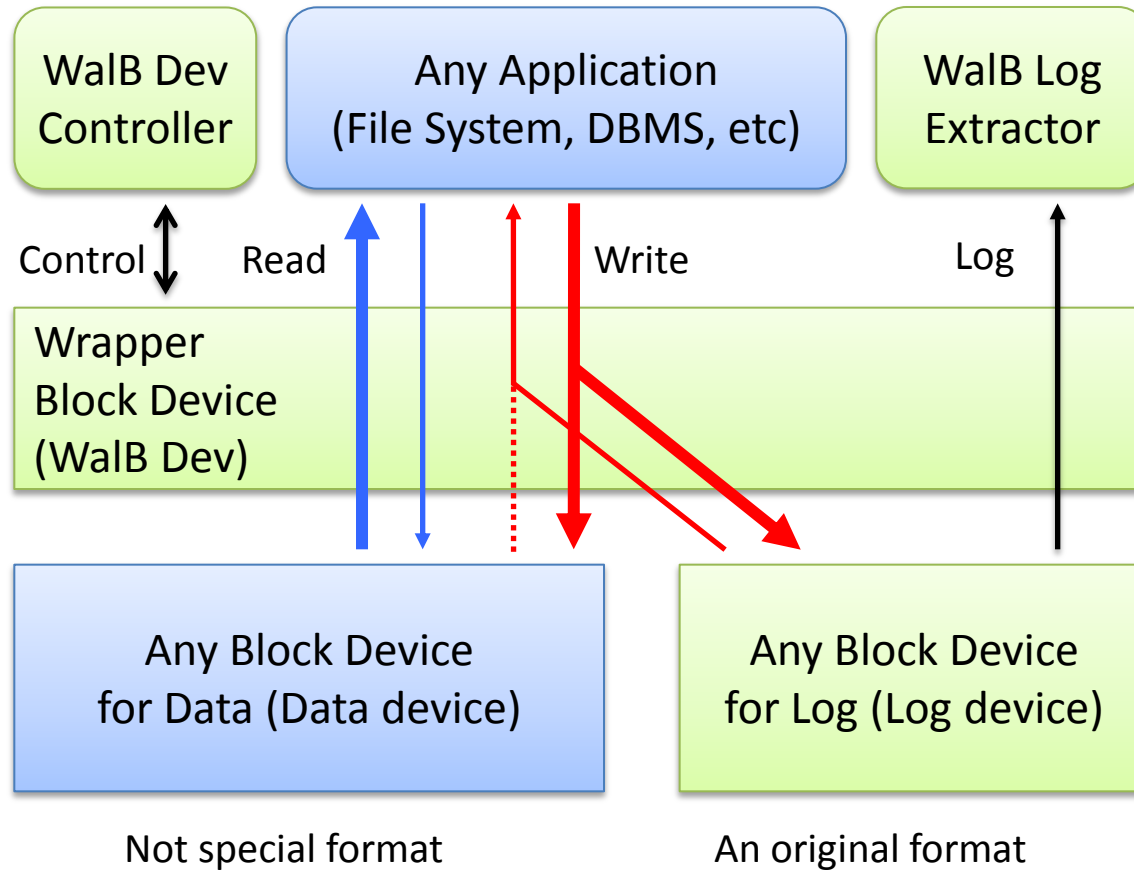 WalB Dev
Controller
Any Application
(File System, DBMS, etc)
WalB Log
Extractor
Control
Read
Write
Log
Wrapper
Block Device
(WalB Dev)
Any Block Device
for Data (Data device)
Any Block Device
for Log (Log device)
Not special format
An original format